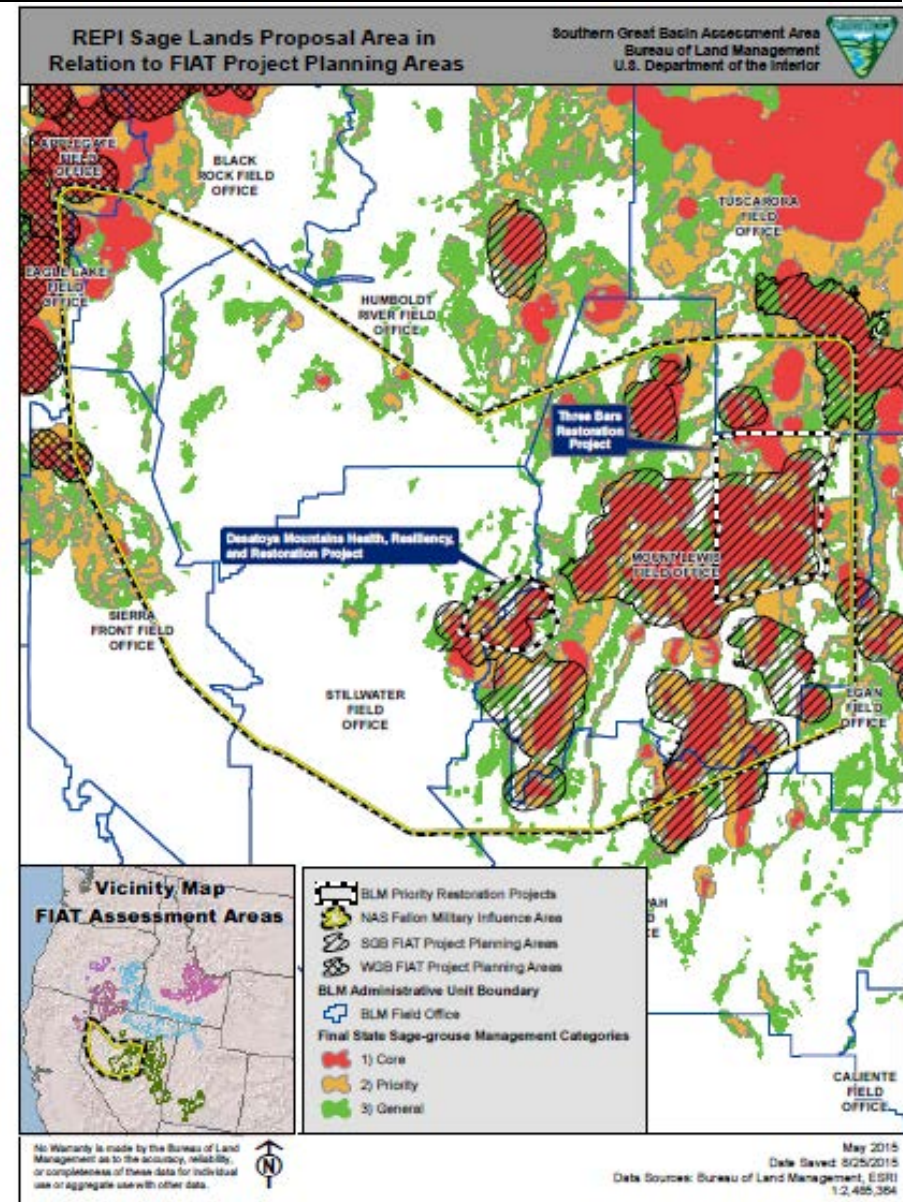 REPI Sage Lands Proposal Area in
Relation to FIAT Project Planning Areas
Southern Great Basin Assessment Area
Bureau of Land Management
U.S. Department of the Interior
APPLEGATE
FIELD
OFFICE
BLACK
ROCK FIELD
OFFICE
TUSCARORA
FIELD
OFFICE
EAGLE LAKE
FIELD
OFFICE
HUMBOLDT
RIVER FIELD
OFFICE
Three Bars
Restoration
Project
Desatoya Mountains Health, Resiliency,
and Restoration Project
MOUNT LEWIS
FIELD OFFICE
SIERRA
FRONT FIELD
OFFICE
STILLWATER
FIELD
OFFICE
EGAN
FIELD
OFFICE
Vicinity Map
FIAT Assessment Areas
BLM Priority Restoration Projects
NAS Fallon Military Influence Area
SGB FIAT Project Planning Areas
WGB FIAT Project Planning Areas
BLM Administrative Unit Boundary
BLM Field Office
Final State Sage-grouse Management Categories
1) Core
2) Priority
3) General
CALIENTE
FIELD
OFFICE
No Warranty is made by the Bureau of Land
Management as to the accuracy, reliability,
or completeness of these data for individual
use or aggregate use with other data.
N
May 2015
Date Saved: 8/25/2015
Data Sources: Bureau of Land Management, ESRI
1:2,465,384